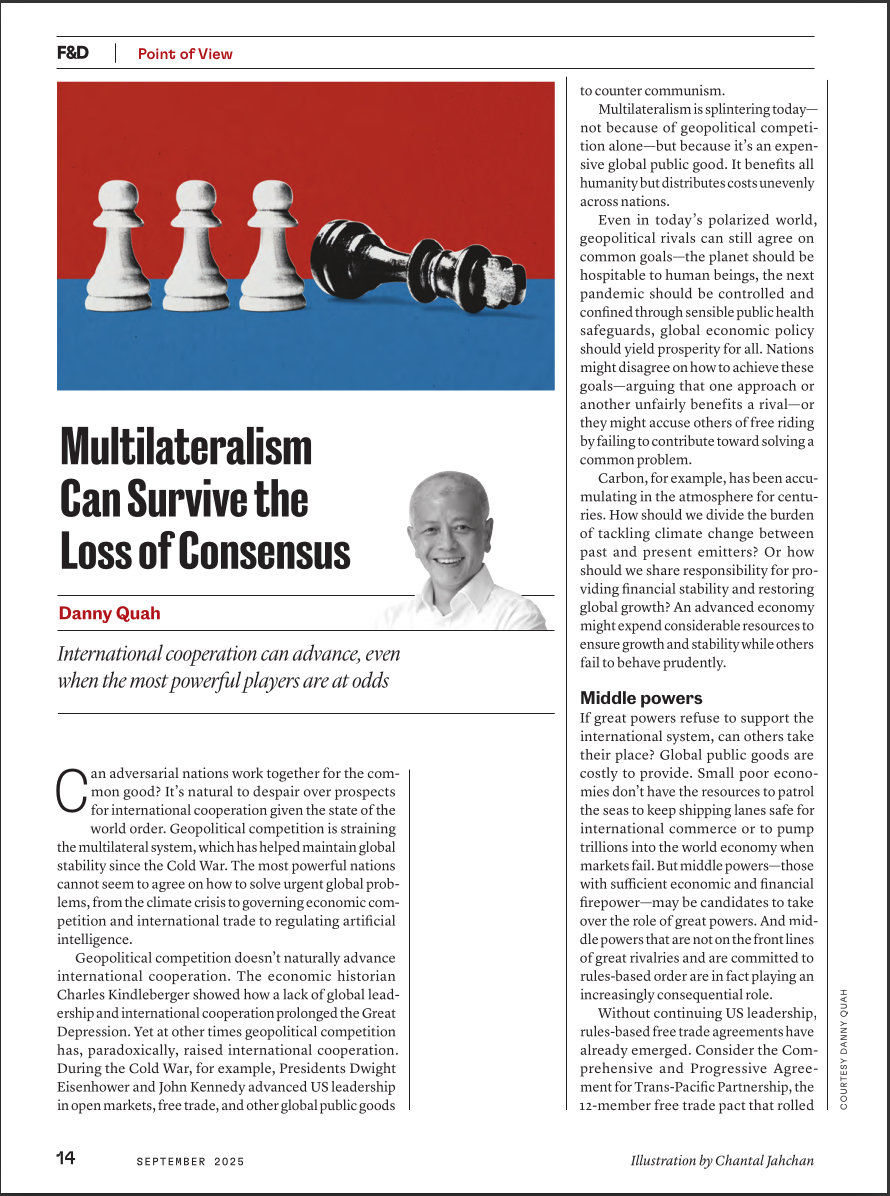 F&D
Point of View
Multilateralism
Can Survive the
Loss of Consensus
Danny Quah
International cooperation can advance, even
when the most powerful players are at odds
Can adversarial nations work together for the com-
mon good? It’s natural to despair over prospects
for international cooperation given the state of the
world order. Geopolitical competition is straining
the multilateral system, which has helped maintain global
stability since the Cold War. The most powerful nations
cannot seem to agree on how to solve urgent global prob-
lems, from the climate crisis to governing economic com-
petition and international trade to regulating artificial
intelligence.
Geopolitical competition doesn’t naturally advance
international cooperation. The economic historian
Charles Kindleberger showed how a lack of global lead-
ership and international cooperation prolonged the Great
Depression. Yet at other times geopolitical competition
has, paradoxically, raised international cooperation.
During the Cold War, for example, Presidents Dwight
Eisenhower and John Kennedy advanced US leadership
in open markets, free trade, and other global public goods
to counter communism.
Multilateralism is splintering today—
not because of geopolitical competi-
tion alone—but because it’s an expen-
sive global public good. It benefits all
humanity but distributes costs unevenly
across nations.
Even in today’s polarized world,
geopolitical rivals can still agree on
common goals—the planet should be
hospitable to human beings, the next
pandemic should be controlled and
confined through sensible public health
safeguards, global economic policy
should yield prosperity for all. Nations
might disagree on how to achieve these
goals—arguing that one approach or
another unfairly benefits a rival—or
they might accuse others of free riding
by failing to contribute toward solving a
common problem.
Carbon, for example, has been accu-
mulating in the atmosphere for centu-
ries. How should we divide the burden
of tackling climate change between
past and present emitters? Or how
should we share responsibility for pro-
viding financial stability and restoring
global growth? An advanced economy
might expend considerable resources to
ensure growth and stability while others
fail to behave prudently.
Middle powers
If great powers refuse to support the
international system, can others take
their place? Global public goods are
costly to provide. Small poor econo-
mies don’t have the resources to patrol
the seas to keep shipping lanes safe for
international commerce or to pump
trillions into the world economy when
markets fail. But middle powers—those
with sufficient economic and financial
firepower—may be candidates to take
over the role of great powers. And mid-
dle powers that are not on the front lines
of great rivalries and are committed to
rules-based order are in fact playing an
increasingly consequential role.
Without continuing US leadership,
rules-based free trade agreements have
already emerged. Consider the Com-
prehensive and Progressive Agree-
ment for Trans-Pacific Partnership, the
12-member free trade pact that rolled
COURTESY DANNY QUAH
14
SEPTEMBER 2025
Illustration by Chantal Jahchan